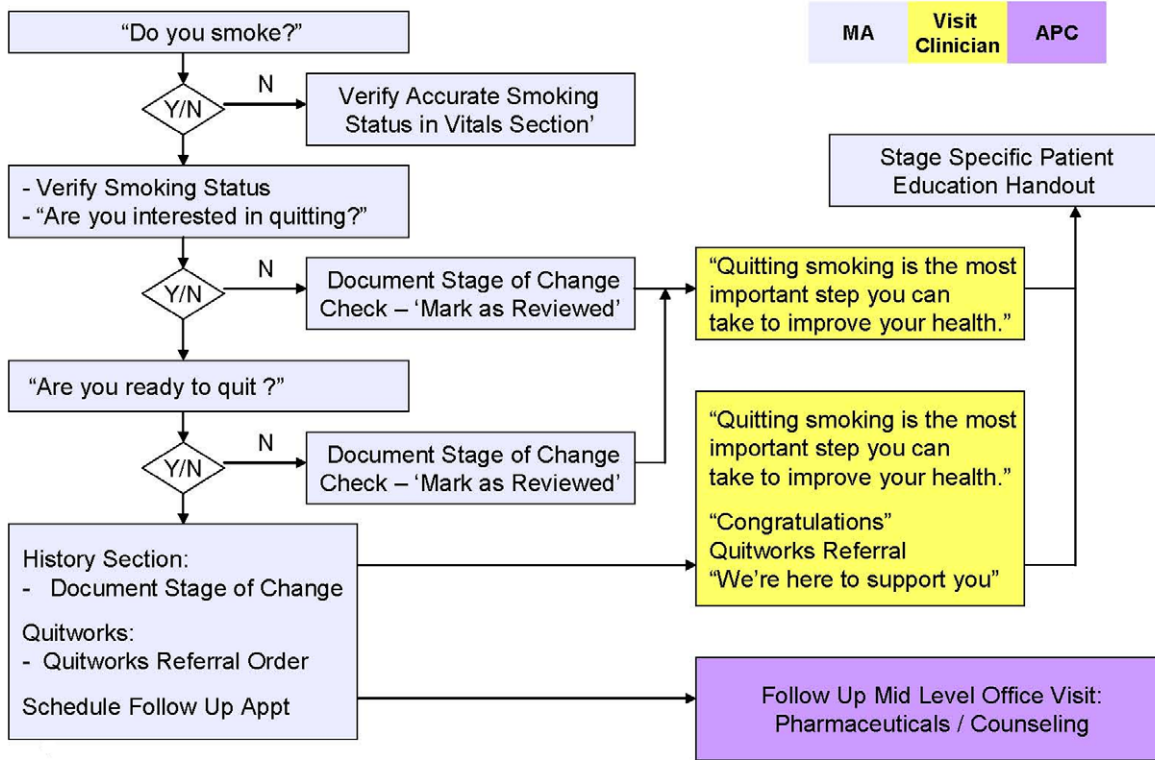 “Do you smoke?”
MA
Visit
Clinician
APC
Y/N
N
Verify Accurate Smoking
Status in Vitals Section’
- Verify Smoking Status
- “Are you interested in quitting?”
Stage Specific Patient
Education Handout
Y/N
N
Document Stage of Change
Check – ‘Mark as Reviewed’
“Quitting smoking is the most
important step you can
take to improve your health.”
“Are you ready to quit ?”
Y/N
N
Document Stage of Change
Check – ‘Mark as Reviewed’
“Quitting smoking is the most
important step you can
take to improve your health.”
“Congratulations”
Quitworks Referral
“We’re here to support you”
History Section:
- Document Stage of Change
Quitworks:
- Quitworks Referral Order
Schedule Follow Up Appt
Follow Up Mid Level Office Visit:
Pharmaceuticals / Counseling